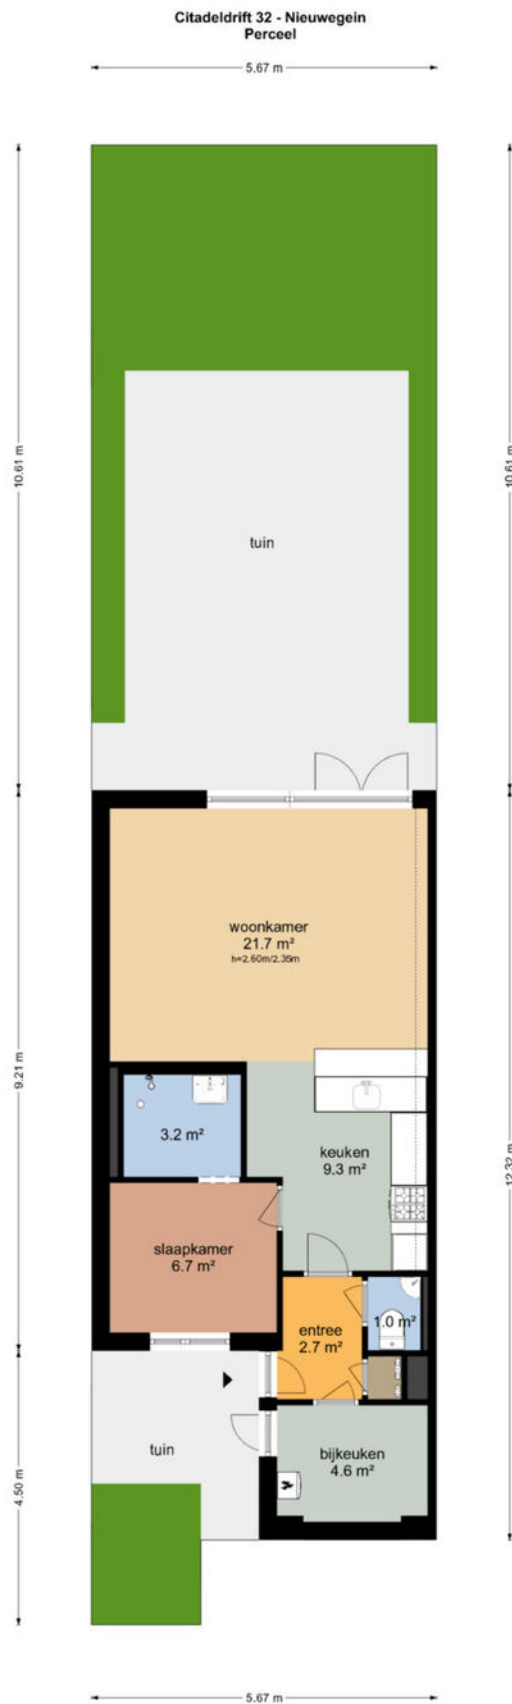 Citadeldrift 32 - Nieuwegein
Perceel
5.67 m
10.61 m
10.61 m
tuin
woonkamer
21.7 m²
h=2.60m/2.35m
9.21 m
12.32 m
3.2 m²
keuken
9.3 m²
slaapkamer
6.7 m²
1.0 m²
entree
2.7 m²
tuin
bijkeuken
4.6 m²
4.50 m
5.67 m